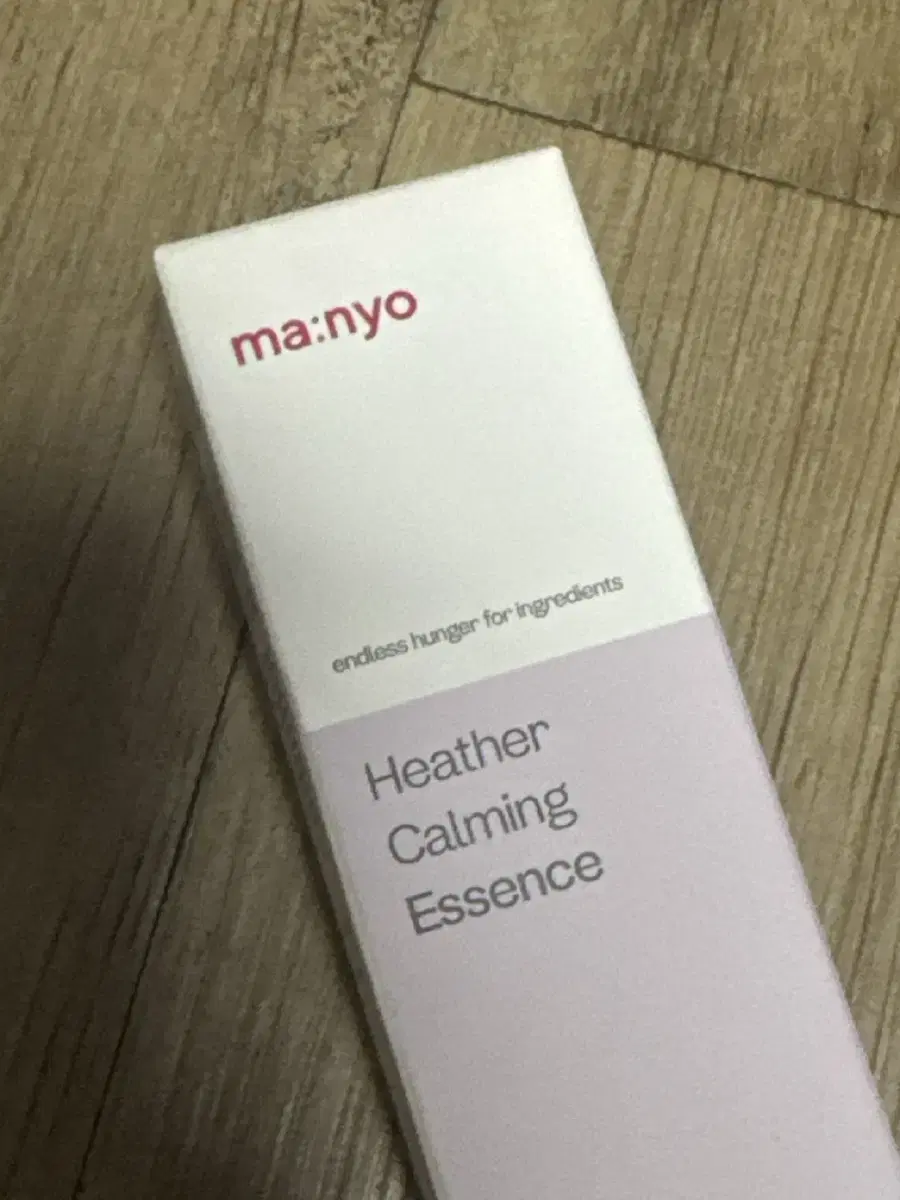 ma:nyo
endless hunger for ingredients
Heather
Calming
Essence